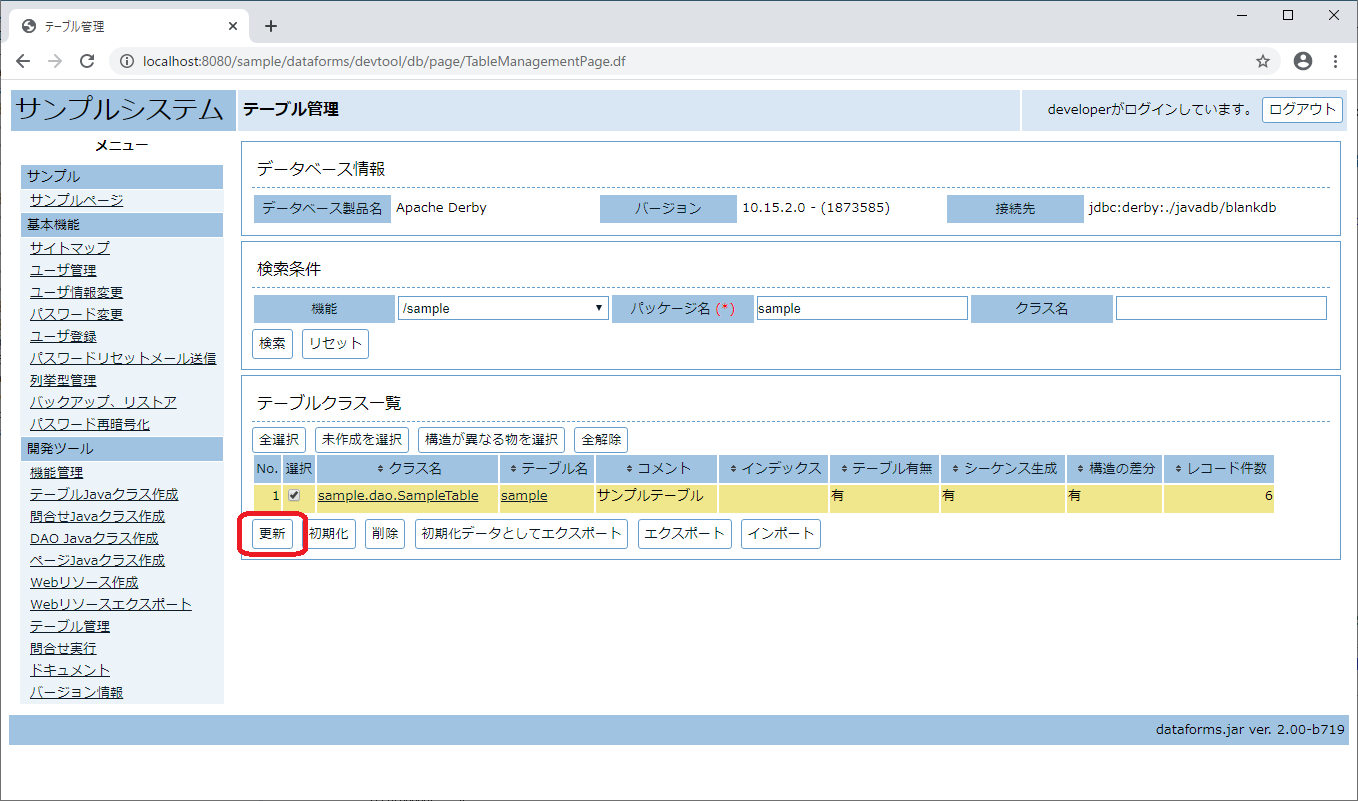 テーブル管理
localhost:8080/sample/dataforms/devtool/db/page/TableManagementPage.df
サンプルシステム テーブル管理 developerがログインしています。 ログアウト
メニュー
サンプル
サンプルページ
基本機能
サイトマップ
ユーザ管理
ユーザ情報変更
パスワード変更
ユーザ登録
パスワードリセットメール送信
列挙型管理
バックアップ、リストア
パスワード再暗号化
開発ツール
機能管理
テーブルJavaクラス作成
問合せJavaクラス作成
DAO Javaクラス作成
ページJavaクラス作成
Webリソース作成
Webリソースエクスポート
テーブル管理
問合せ実行
ドキュメント
バージョン情報
データベース情報
データベース製品名 Apache Derby バージョン 10.15.2.0 - (1873585) 接続先 jdbc:derby:./javadb/blankdb
検索条件
機能 /sample パッケージ名 (*) sample クラス名
検索 リセット
テーブルクラス一覧
全選択 未作成を選択 構造が異なる物を選択 全解除
No. 選択 クラス名 テーブル名 コメント インデックス テーブル有無 シーケンス生成 構造の差分 レコード件数
1 sample.dao.SampleTable sample サンプルテーブル 有 有 有 6
更新 初期化 削除 初期化データとしてエクスポート エクスポート インポート
dataforms.jar ver. 2.00-b719